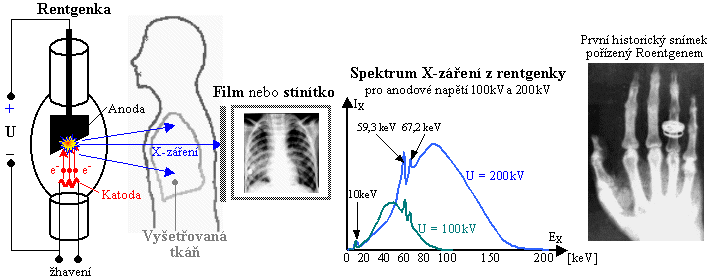 Rentgenka
+
U
−
Anoda
e⁻
e⁻
Katoda
žhavení
X-záření
Vyšetřovaná
tkáň
Film nebo stínítko
Spektrum X-záření z rentgenky
pro anodové napětí 100kV a 200kV
IX
59,3 keV
67,2 keV
10keV
U = 200kV
U = 100kV
EX
0
20
40
60
80
100
150
200
[keV]
První historický snímek
pořízený Roentgenem